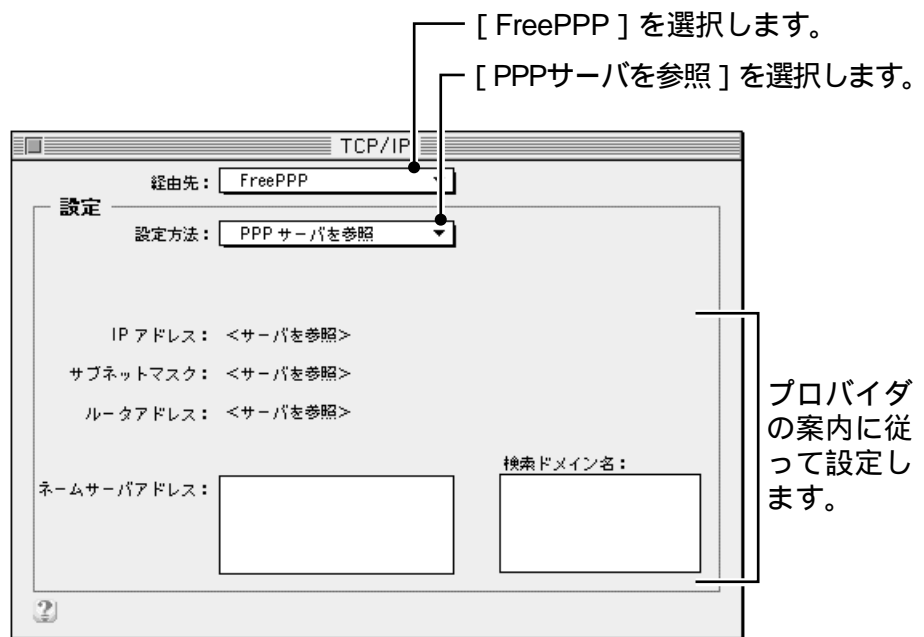 [ FreePPP ] を選択します。
[ PPPサーバを参照 ] を選択します。
TCP/IP
経由先： FreePPP
設定
設定方法： PPP サーバを参照
IP アドレス： <サーバを参照>
サブネットマスク： <サーバを参照>
ルータアドレス： <サーバを参照>
ネームサーバアドレス：
検索ドメイン名：
プロバイダ
の案内に従
って設定し
ます。
?